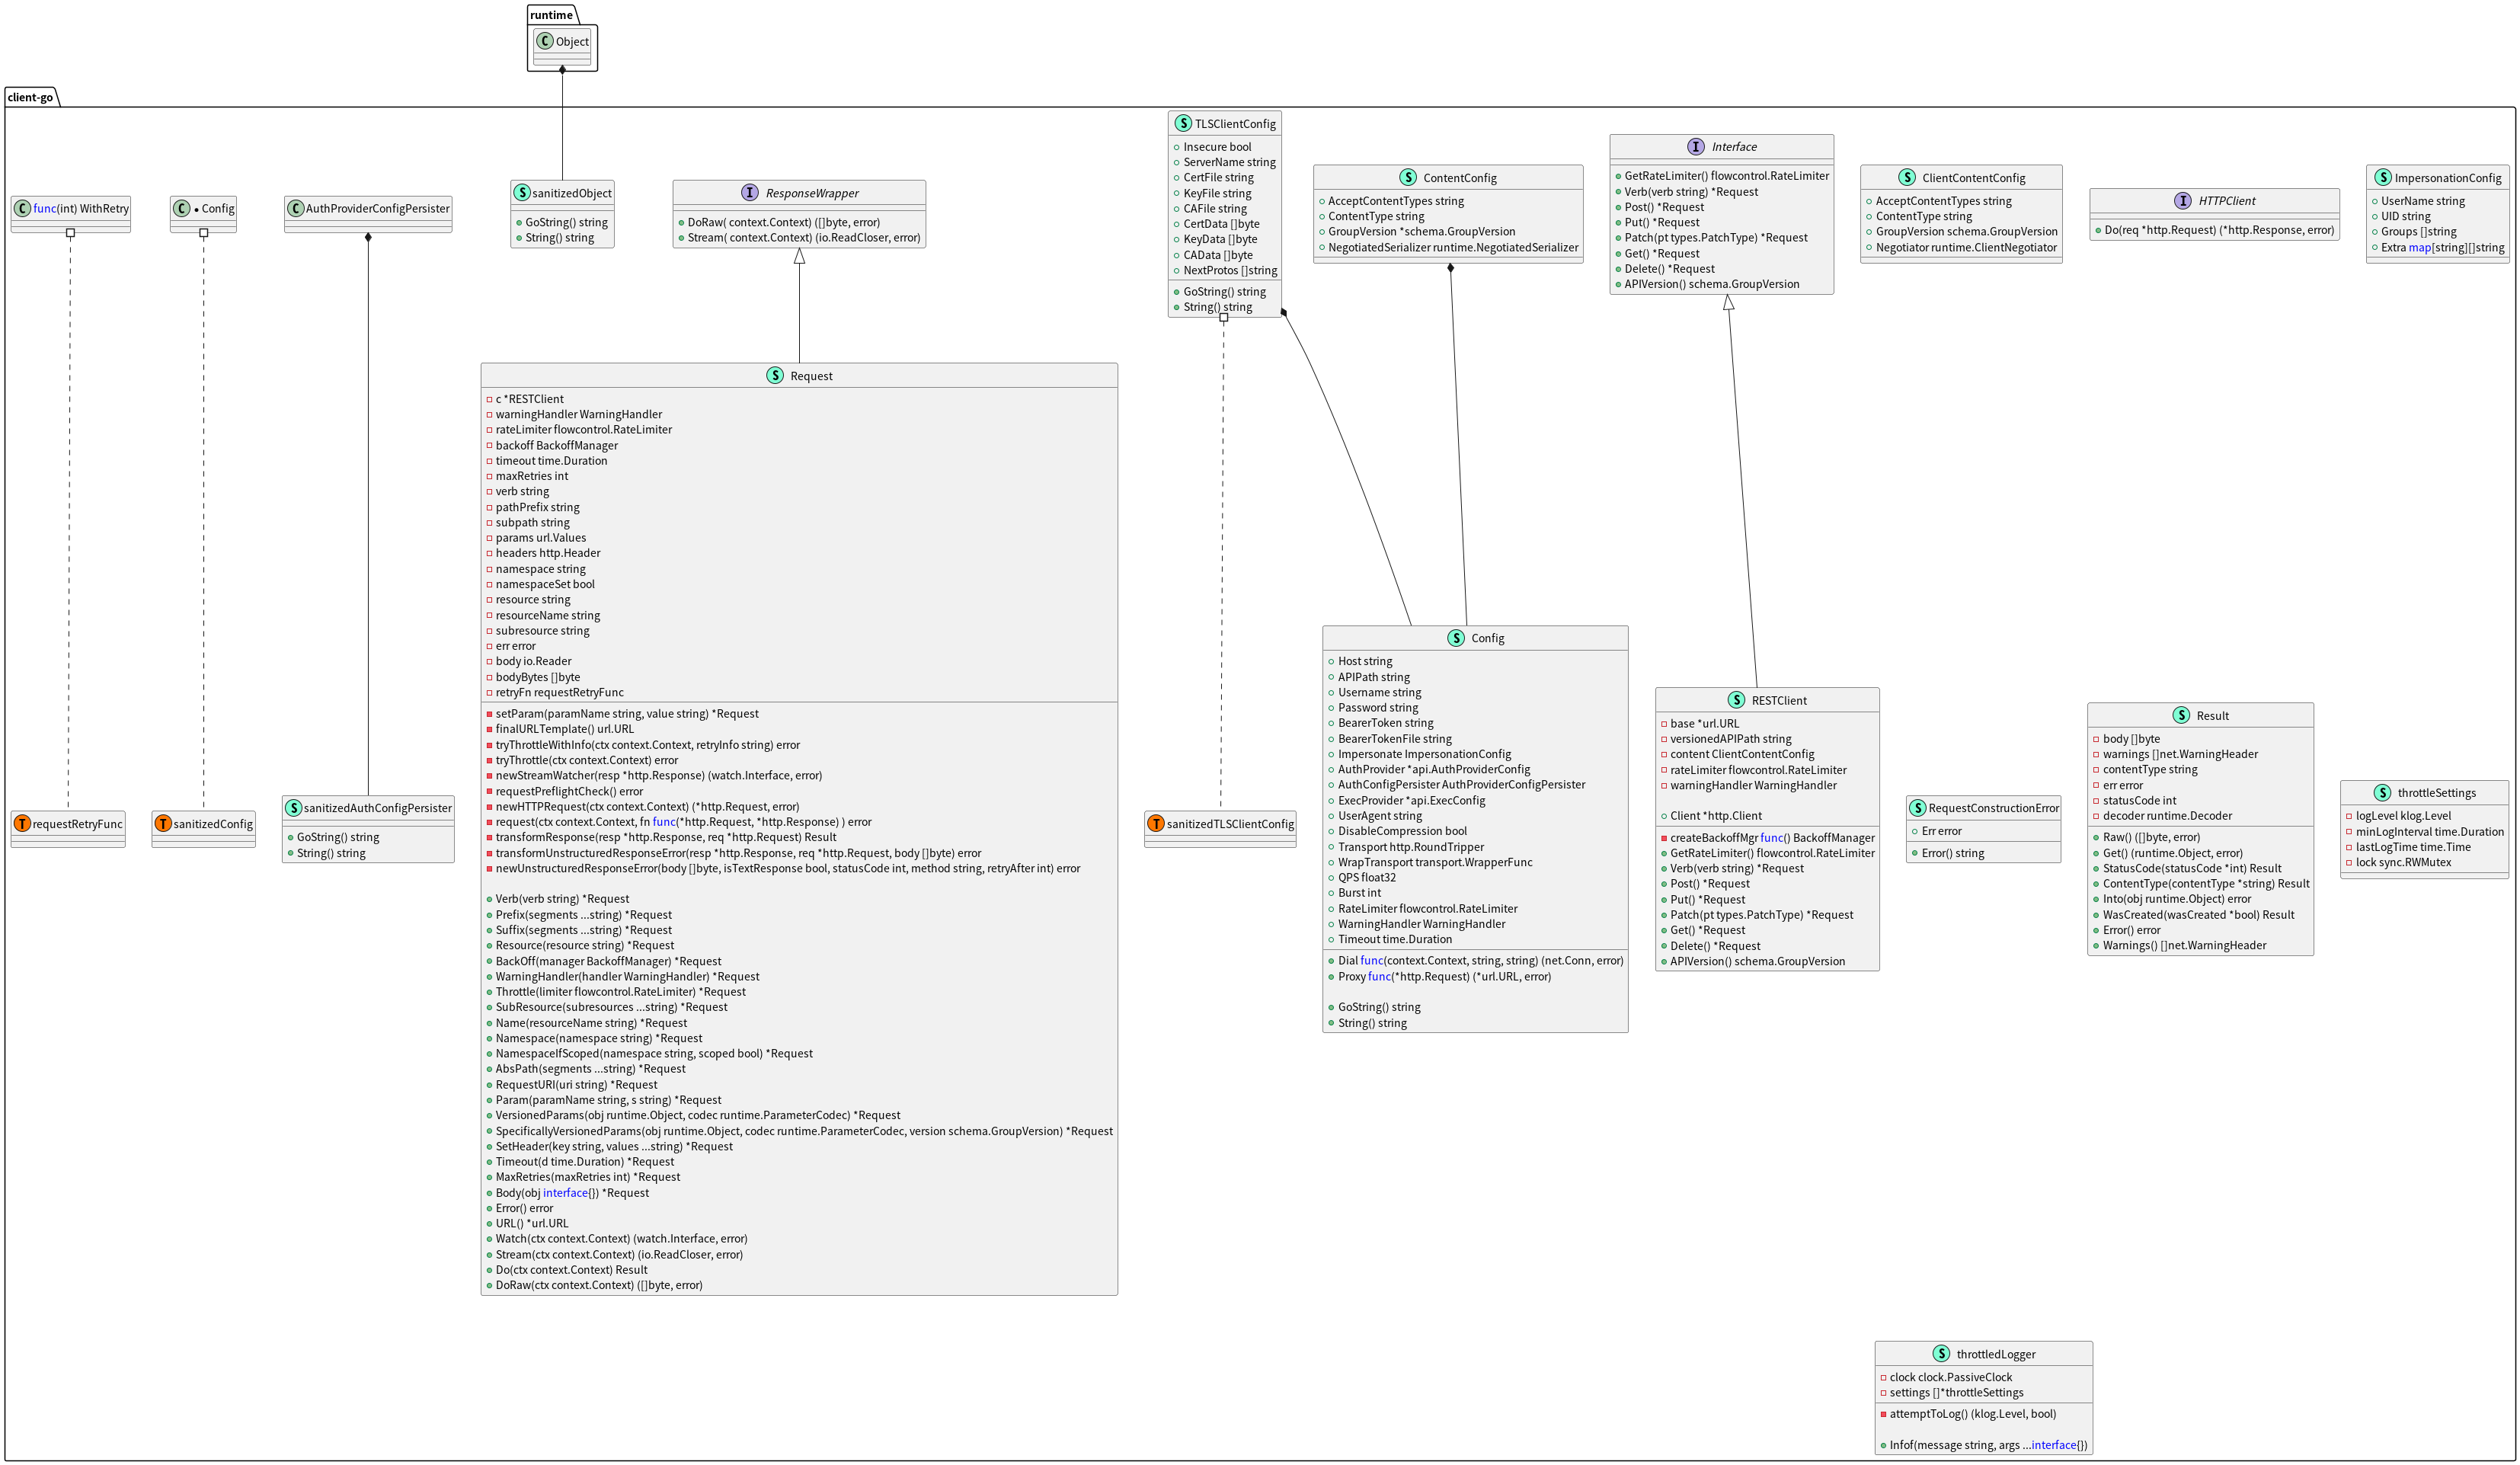 runtime
C Object
client-go
C func(int) WithRetry
C • Config
C AuthProviderConfigPersister
S sanitizedObject
GoString() string
String() string
I ResponseWrapper
DoRaw( context.Context) ([]byte, error)
Stream( context.Context) (io.ReadCloser, error)
S TLSClientConfig
Insecure bool
ServerName string
CertFile string
KeyFile string
CAFile string
CertData []byte
KeyData []byte
CAData []byte
NextProtos []string
GoString() string
String() string
S ContentConfig
AcceptContentTypes string
ContentType string
GroupVersion *schema.GroupVersion
NegotiatedSerializer runtime.NegotiatedSerializer
I Interface
GetRateLimiter() flowcontrol.RateLimiter
Verb(verb string) *Request
Post() *Request
Put() *Request
Patch(pt types.PatchType) *Request
Get() *Request
Delete() *Request
APIVersion() schema.GroupVersion
S ClientContentConfig
AcceptContentTypes string
ContentType string
GroupVersion schema.GroupVersion
Negotiator runtime.ClientNegotiator
I HTTPClient
Do(req *http.Request) (*http.Response, error)
S ImpersonationConfig
UserName string
UID string
Groups []string
Extra map[string][]string
S Request
c *RESTClient
warningHandler WarningHandler
rateLimiter flowcontrol.RateLimiter
backoff BackoffManager
timeout time.Duration
maxRetries int
verb string
pathPrefix string
subpath string
params url.Values
headers http.Header
namespace string
namespaceSet bool
resource string
resourceName string
subresource string
err error
body io.Reader
bodyBytes []byte
retryFn requestRetryFunc
setParam(paramName string, value string) *Request
finalURLTemplate() url.URL
tryThrottleWithInfo(ctx context.Context, retryInfo string) error
tryThrottle(ctx context.Context) error
newStreamWatcher(resp *http.Response) (watch.Interface, error)
requestPreflightCheck() error
newHTTPRequest(ctx context.Context) (*http.Request, error)
request(ctx context.Context, fn func(*http.Request, *http.Response) ) error
transformResponse(resp *http.Response, req *http.Request) Result
transformUnstructuredResponseError(resp *http.Response, req *http.Request, body []byte) error
newUnstructuredResponseError(body []byte, isTextResponse bool, statusCode int, method string, retryAfter int) error
Verb(verb string) *Request
Prefix(segments ...string) *Request
Suffix(segments ...string) *Request
Resource(resource string) *Request
BackOff(manager BackoffManager) *Request
WarningHandler(handler WarningHandler) *Request
Throttle(limiter flowcontrol.RateLimiter) *Request
SubResource(subresources ...string) *Request
Name(resourceName string) *Request
Namespace(namespace string) *Request
NamespaceIfScoped(namespace string, scoped bool) *Request
AbsPath(segments ...string) *Request
RequestURI(uri string) *Request
Param(paramName string, s string) *Request
VersionedParams(obj runtime.Object, codec runtime.ParameterCodec) *Request
SpecificallyVersionedParams(obj runtime.Object, codec runtime.ParameterCodec, version schema.GroupVersion) *Request
SetHeader(key string, values ...string) *Request
Timeout(d time.Duration) *Request
MaxRetries(maxRetries int) *Request
Body(obj interface{}) *Request
Error() error
URL() *url.URL
Watch(ctx context.Context) (watch.Interface, error)
Stream(ctx context.Context) (io.ReadCloser, error)
Do(ctx context.Context) Result
DoRaw(ctx context.Context) ([]byte, error)
T requestRetryFunc
T sanitizedConfig
S sanitizedAuthConfigPersister
GoString() string
String() string
T sanitizedTLSClientConfig
S Config
Host string
APIPath string
Username string
Password string
BearerToken string
BearerTokenFile string
Impersonate ImpersonationConfig
AuthProvider *api.AuthProviderConfig
AuthConfigPersister AuthProviderConfigPersister
ExecProvider *api.ExecConfig
UserAgent string
DisableCompression bool
Transport http.RoundTripper
WrapTransport transport.WrapperFunc
QPS float32
Burst int
RateLimiter flowcontrol.RateLimiter
WarningHandler WarningHandler
Timeout time.Duration
Dial func(context.Context, string, string) (net.Conn, error)
Proxy func(*http.Request) (*url.URL, error)
GoString() string
String() string
S RESTClient
base *url.URL
versionedAPIPath string
content ClientContentConfig
rateLimiter flowcontrol.RateLimiter
warningHandler WarningHandler
Client *http.Client
createBackoffMgr func() BackoffManager
GetRateLimiter() flowcontrol.RateLimiter
Verb(verb string) *Request
Post() *Request
Put() *Request
Patch(pt types.PatchType) *Request
Get() *Request
Delete() *Request
APIVersion() schema.GroupVersion
S RequestConstructionError
Err error
Error() string
S Result
body []byte
warnings []net.WarningHeader
contentType string
err error
statusCode int
decoder runtime.Decoder
Raw() ([]byte, error)
Get() (runtime.Object, error)
StatusCode(statusCode *int) Result
ContentType(contentType *string) Result
Into(obj runtime.Object) error
WasCreated(wasCreated *bool) Result
Error() error
Warnings() []net.WarningHeader
S throttleSettings
logLevel klog.Level
minLogInterval time.Duration
lastLogTime time.Time
lock sync.RWMutex
S throttledLogger
clock clock.PassiveClock
settings []*throttleSettings
attemptToLog() (klog.Level, bool)
Infof(message string, args ...interface{})